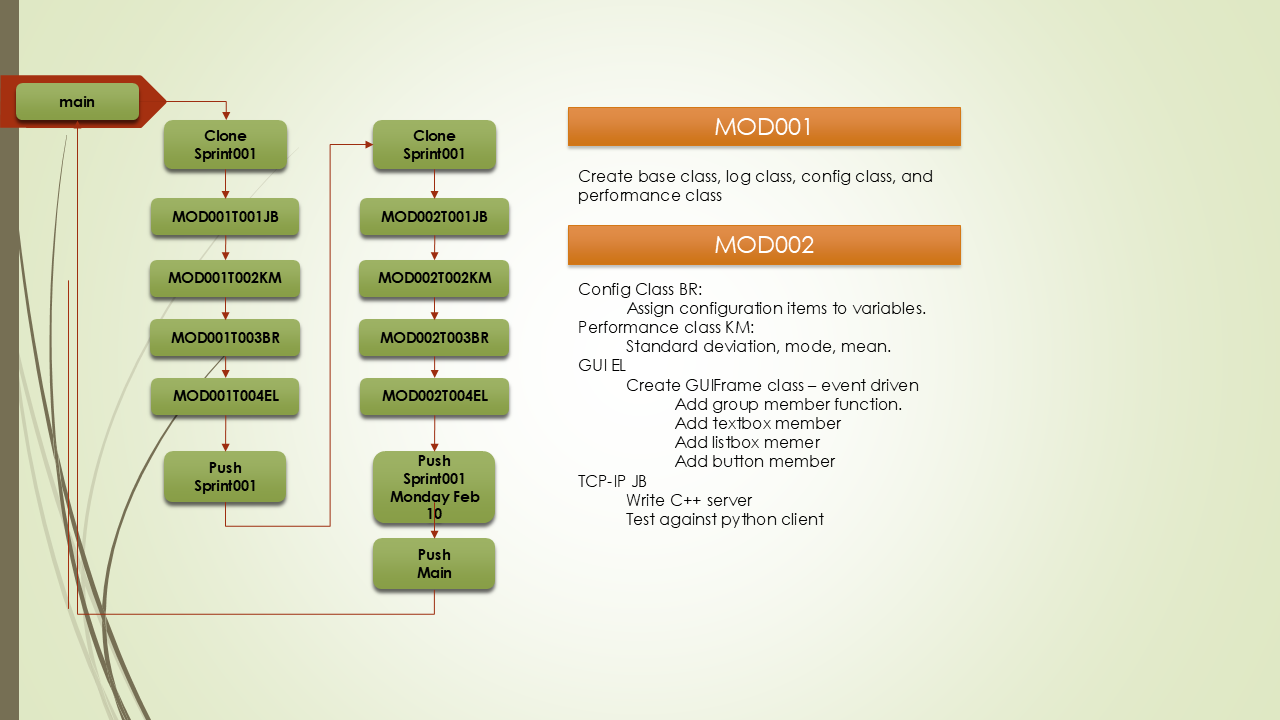 main
Clone
Sprint001
MOD001T001JB
MOD001T002KM
MOD001T003BR
MOD001T004EL
Push
Sprint001
Clone
Sprint001
MOD002T001JB
MOD002T002KM
MOD002T003BR
MOD002T004EL
Push
Sprint001
Monday Feb
10
Push
Main
MOD001
Create base class, log class, config class, and
performance class
MOD002
Config Class BR:
Assign configuration items to variables.
Performance class KM:
Standard deviation, mode, mean.
GUI EL
Create GUIFrame class – event driven
Add group member function.
Add textbox member
Add listbox memer
Add button member
TCP-IP JB
Write C++ server
Test against python client